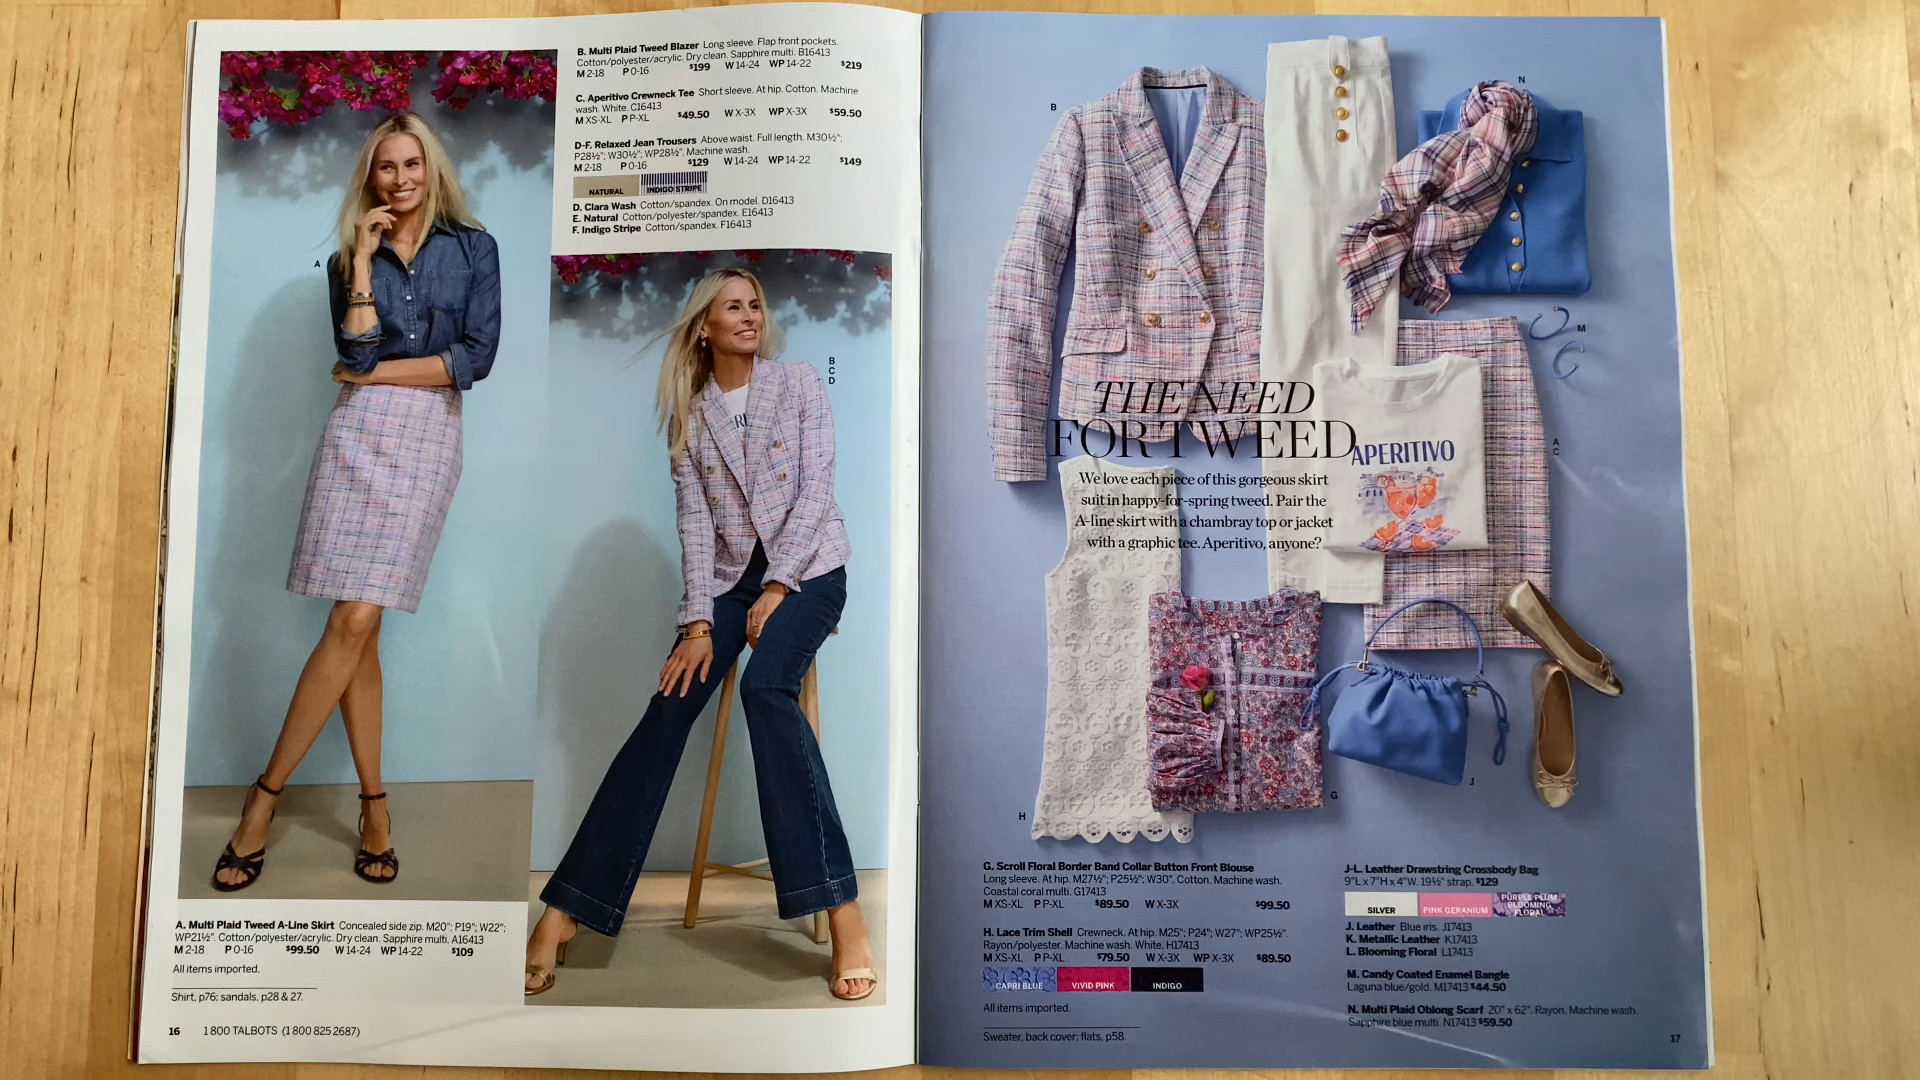 B. Multi Plaid Tweed Blazer Long sleeve. Flap front pockets.
Cotton/polyester/acrylic. Dry clean. Sapphire multi. B16413
M 2-18 P 0-16 $199 W 14-24 WP 14-22 $219
C. Aperitivo Crewneck Tee Short sleeve. At hip. Cotton. Machine
wash. White. C16413
M XS-XL P P-XL $49.50 W X-3X WP X-3X $59.50
D-F. Relaxed Jean Trousers Above waist. Full length. M30½";
P28½"; W30½"; WP28½". Machine wash.
M 2-18 P 0-16 $129 W 14-24 WP 14-22 $149
NATURAL INDIGO STRIPE
D. Clara Wash Cotton/spandex. On model. D16413
E. Natural Cotton/polyester/spandex. E16413
F. Indigo Stripe Cotton/spandex. F16413
A
B
C
D
A. Multi Plaid Tweed A-Line Skirt Concealed side zip. M20"; P19"; W22";
WP21½". Cotton/polyester/acrylic. Dry clean. Sapphire multi. A16413
M 2-18 P 0-16 $99.50 W 14-24 WP 14-22 $109
All items imported.
Shirt, p76; sandals, p28 & 27.
16 1 800 TALBOTS (1 800 825 2687)
B
N
M
THE NEED
FOR TWEED
We love each piece of this gorgeous skirt
suit in happy-for-spring tweed. Pair the
A-line skirt with a chambray top or jacket
with a graphic tee. Aperitivo, anyone?
APERITIVO
A
C
J
G
H
G. Scroll Floral Border Band Collar Button Front Blouse
Long sleeve. At hip. M27½"; P25½"; W30". Cotton. Machine wash.
Coastal coral multi. G17413
M XS-XL P P-XL $89.50 W X-3X $99.50
H. Lace Trim Shell Crewneck. At hip. M25"; P24"; W27"; WP25½".
Rayon/polyester. Machine wash. White. H17413
M XS-XL P P-XL $79.50 W X-3X WP X-3X $89.50
CAPRI BLUE VIVID PINK INDIGO
All items imported.
Sweater, back cover; flats, p58.
J-L. Leather Drawstring Crossbody Bag
9"L x 7"H x 4"W. 19½" strap. $129
SILVER PINK GERANIUM PURPLE PLUM BLOOMING FLORAL
J. Leather Blue iris. J17413
K. Metallic Leather K17413
L. Blooming Floral L17413
M. Candy Coated Enamel Bangle
Laguna blue/gold. M17413 $44.50
N. Multi Plaid Oblong Scarf 20" x 62". Rayon. Machine wash.
Sapphire blue multi. N17413 $59.50
17